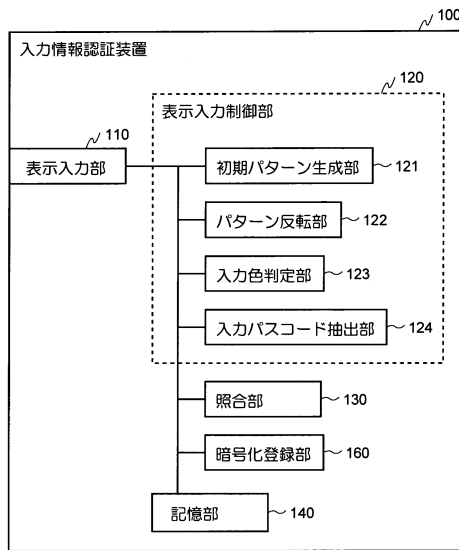 100
入力情報認証装置
120
表示入力制御部
110
表示入力部
初期パターン生成部 121
パターン反転部 122
入力色判定部 123
入力パスコード抽出部 124
照合部 130
暗号化登録部 160
記憶部 140